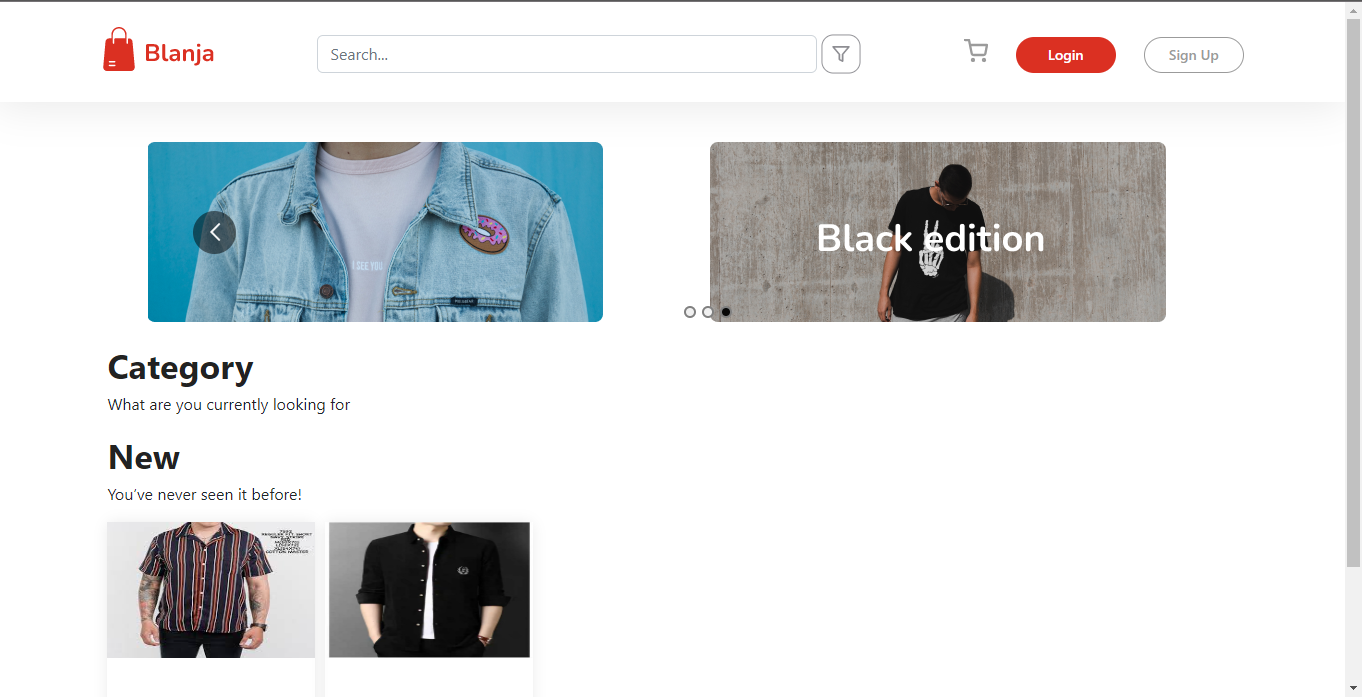 Blanja
Search...
Login
Sign Up
I SEE YOU
Black edition
Category
What are you currently looking for
New
You've never seen it before!